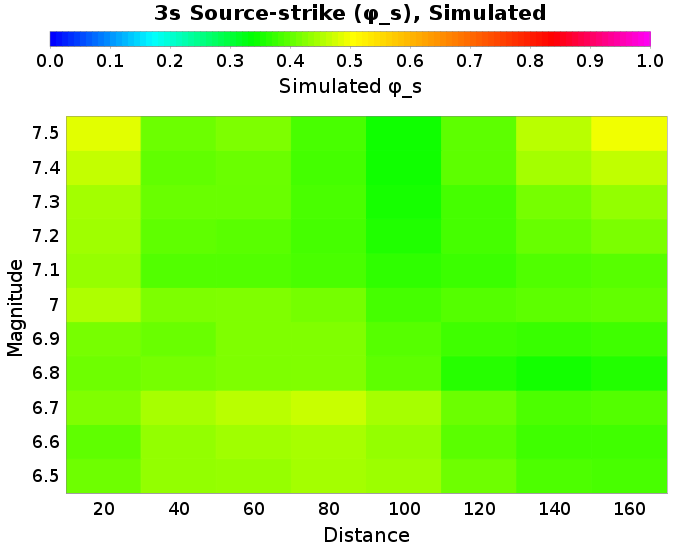 3s Source-strike (φ_s), Simulated
0.0 0.1 0.2 0.3 0.4 0.5 0.6 0.7 0.8 0.9 1.0
Simulated φ_s
Magnitude
7.5
7.4
7.3
7.2
7.1
7
6.9
6.8
6.7
6.6
6.5
20 40 60 80 100 120 140 160
Distance